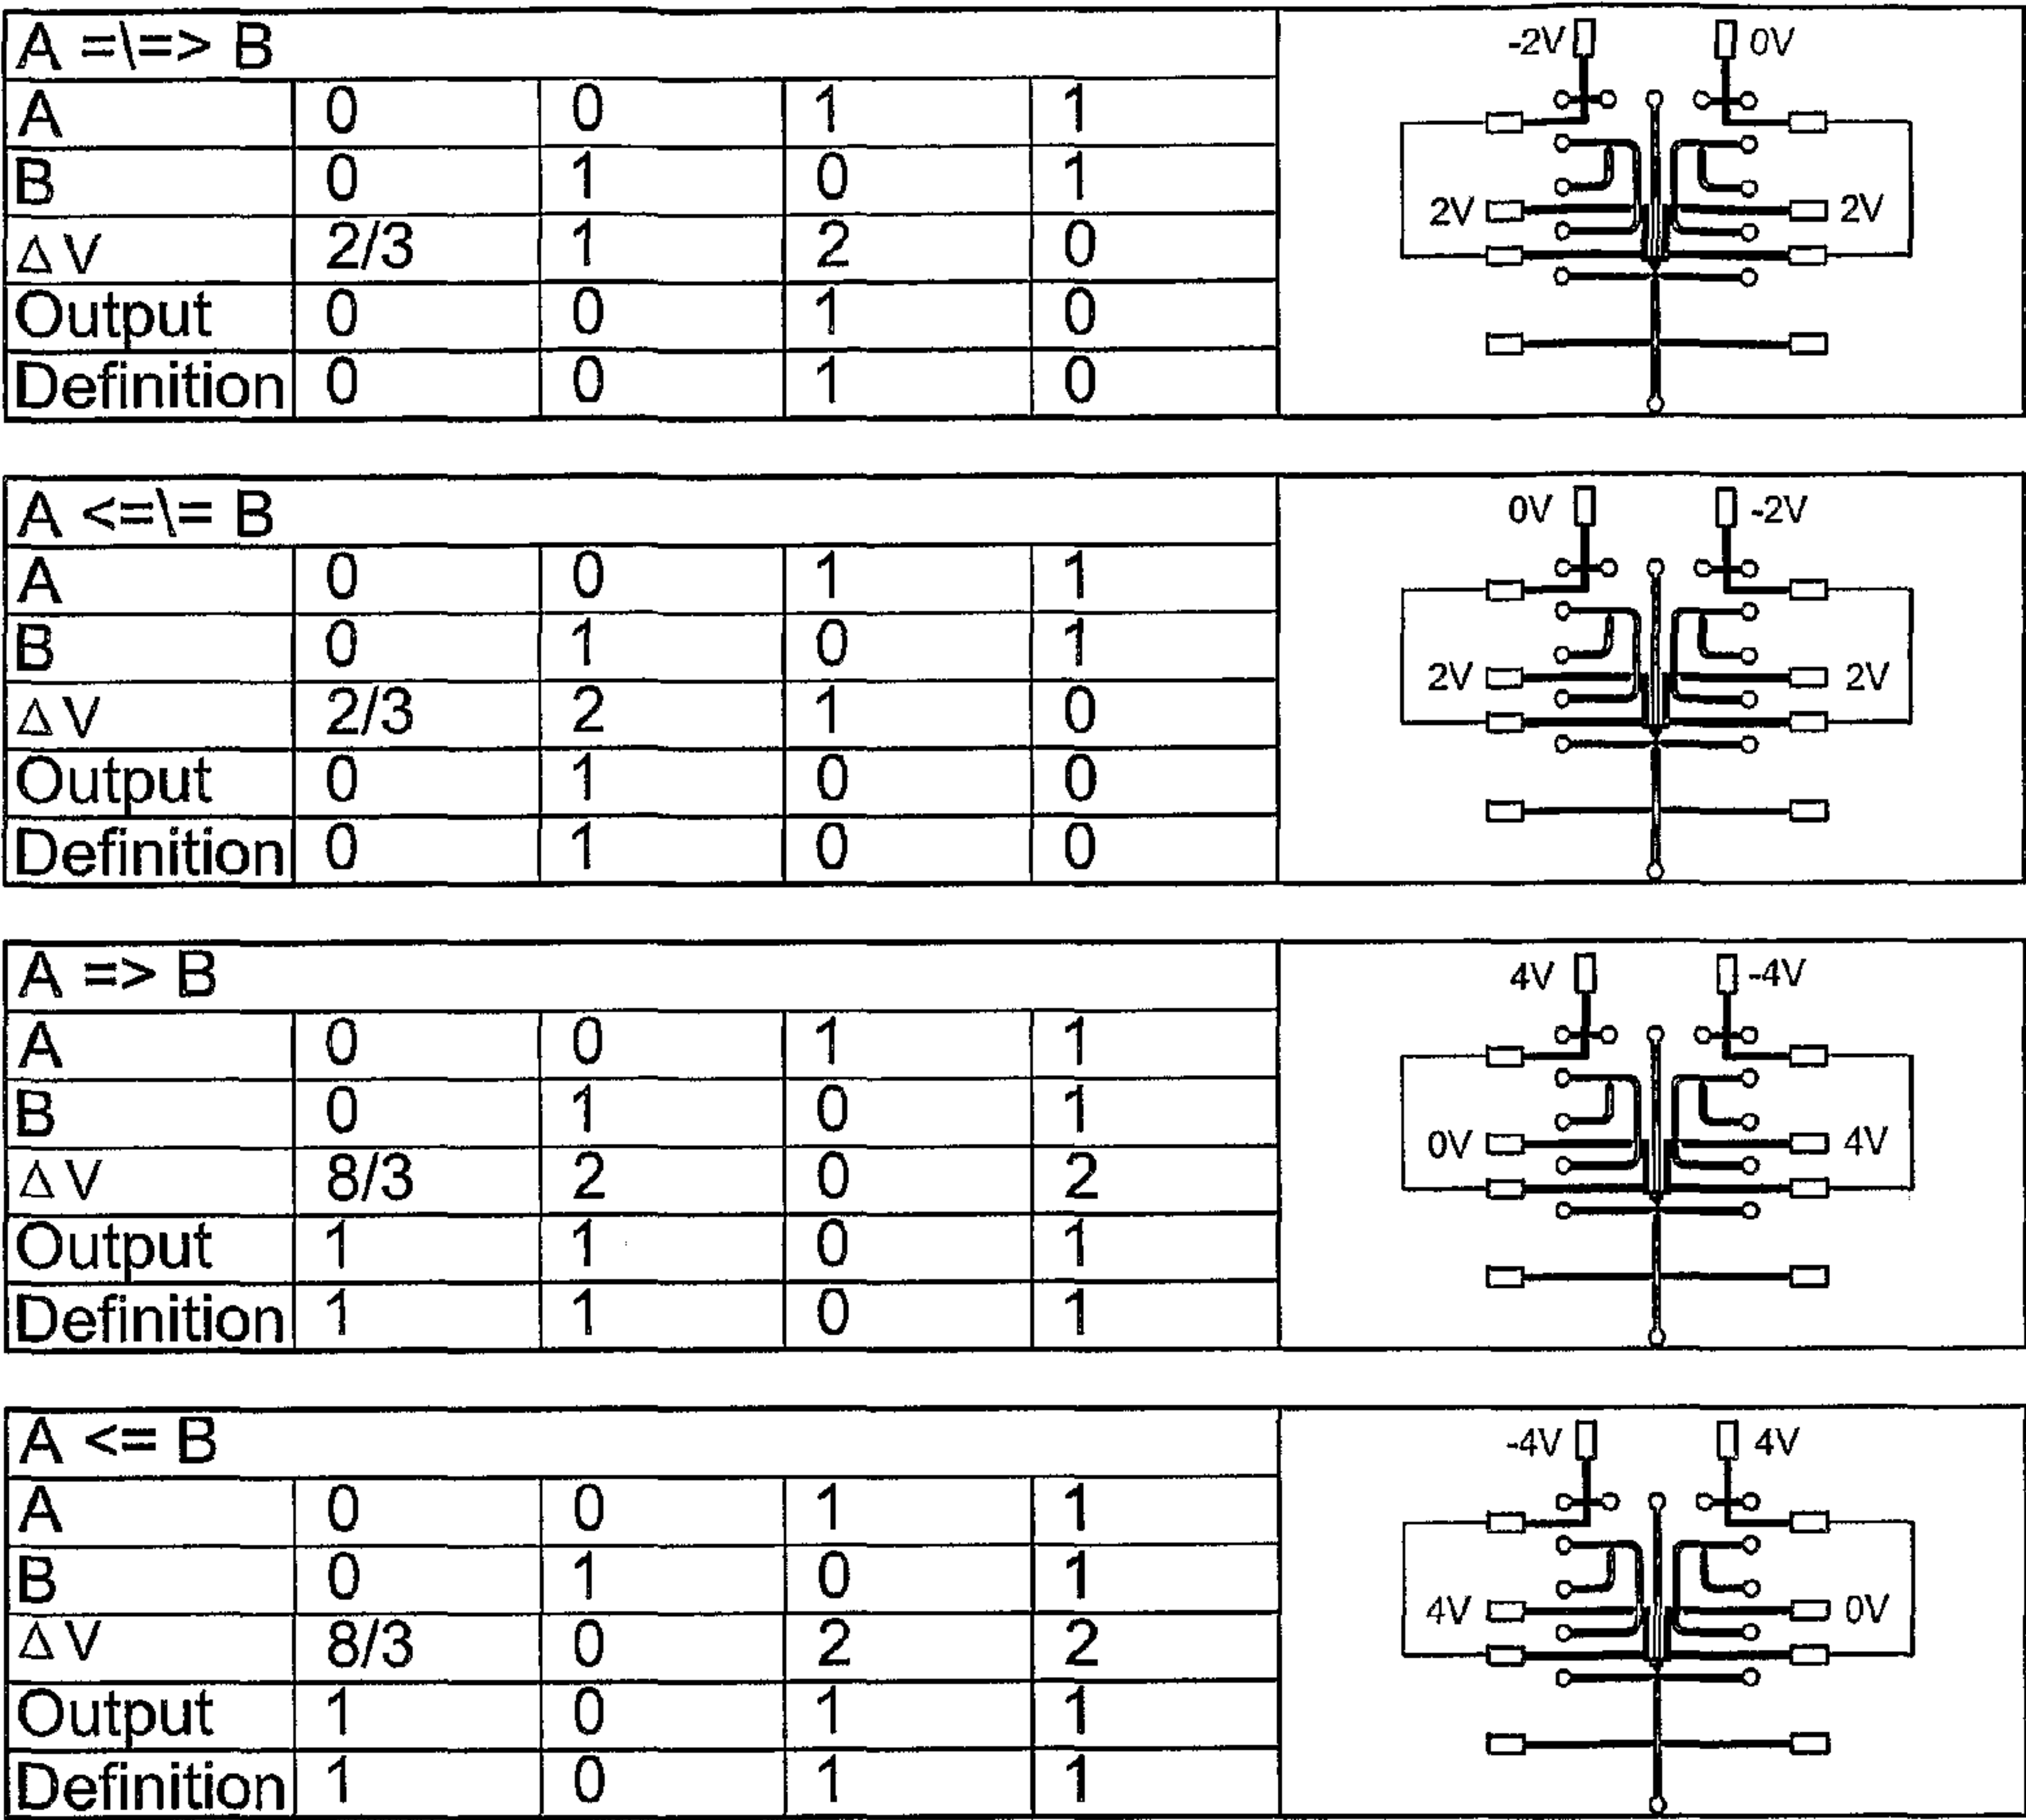 A =\=> B
A 0 0 1 1
B 0 1 0 1
△V 2/3 1 2 0
Output 0 0 1 0
Definition 0 0 1 0
-2V 0V
2V 2V
A <=\= B
A 0 0 1 1
B 0 1 0 1
△V 2/3 2 1 0
Output 0 1 0 0
Definition 0 1 0 0
0V -2V
2V 2V
A => B
A 0 0 1 1
B 0 1 0 1
△V 8/3 2 0 2
Output 1 1 0 1
Definition 1 1 0 1
4V -4V
0V 4V
A <= B
A 0 0 1 1
B 0 1 0 1
△V 8/3 0 2 2
Output 1 0 1 1
Definition 1 0 1 1
-4V 4V
4V 0V